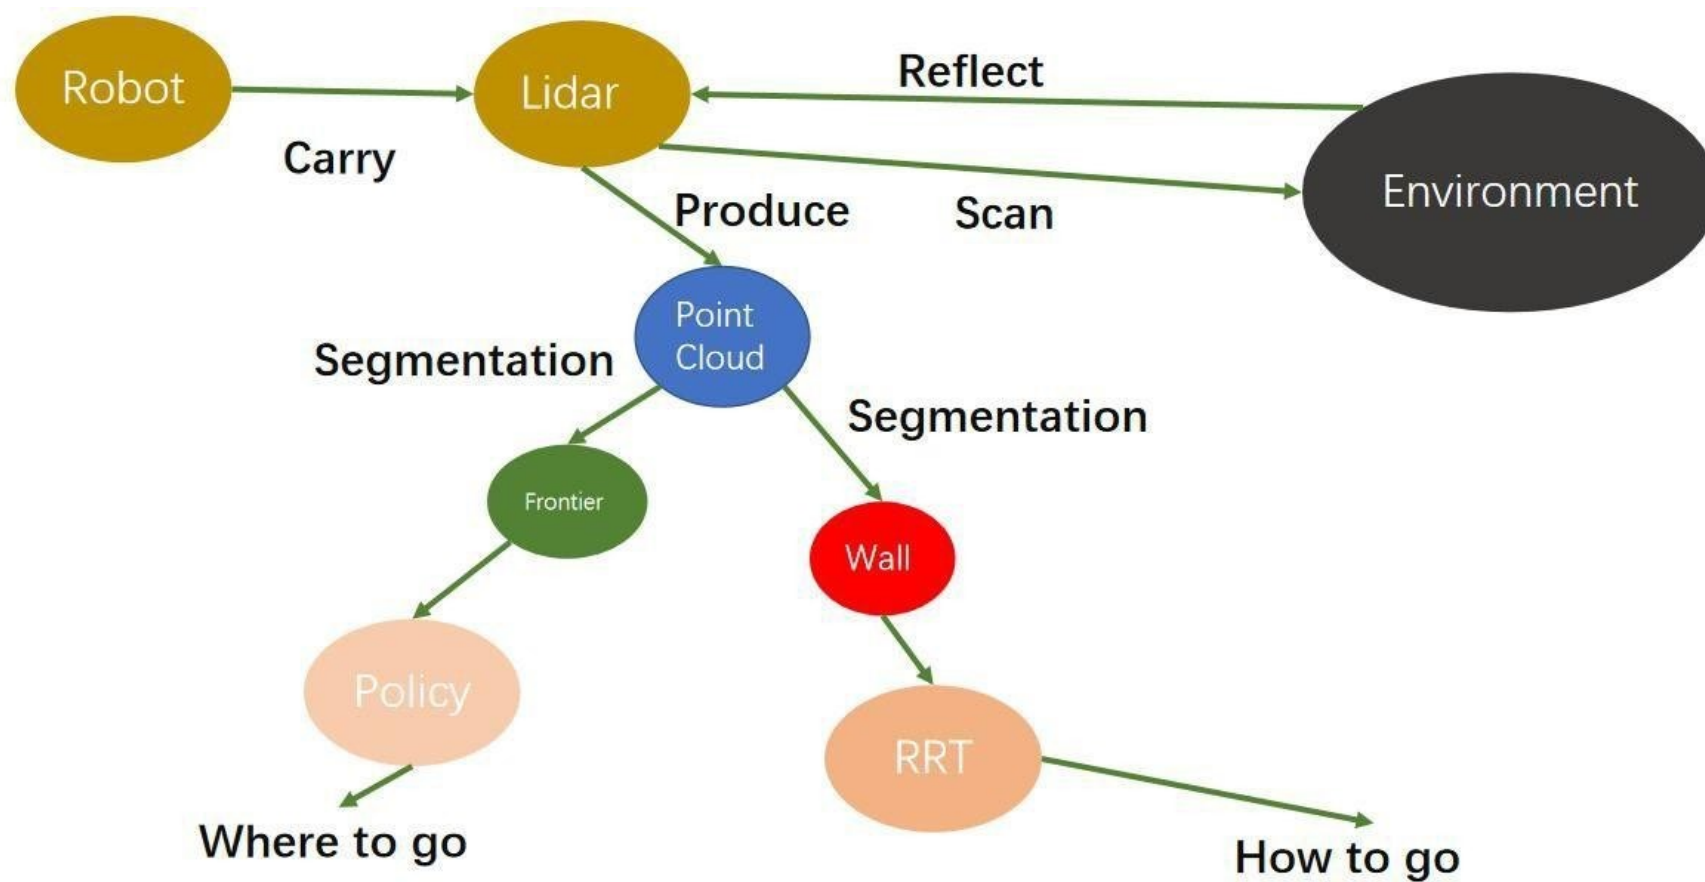 Robot
Lidar
Reflect
Carry
Environment
Produce
Scan
Point
Cloud
Segmentation
Segmentation
Frontier
Wall
Policy
RRT
Where to go
How to go